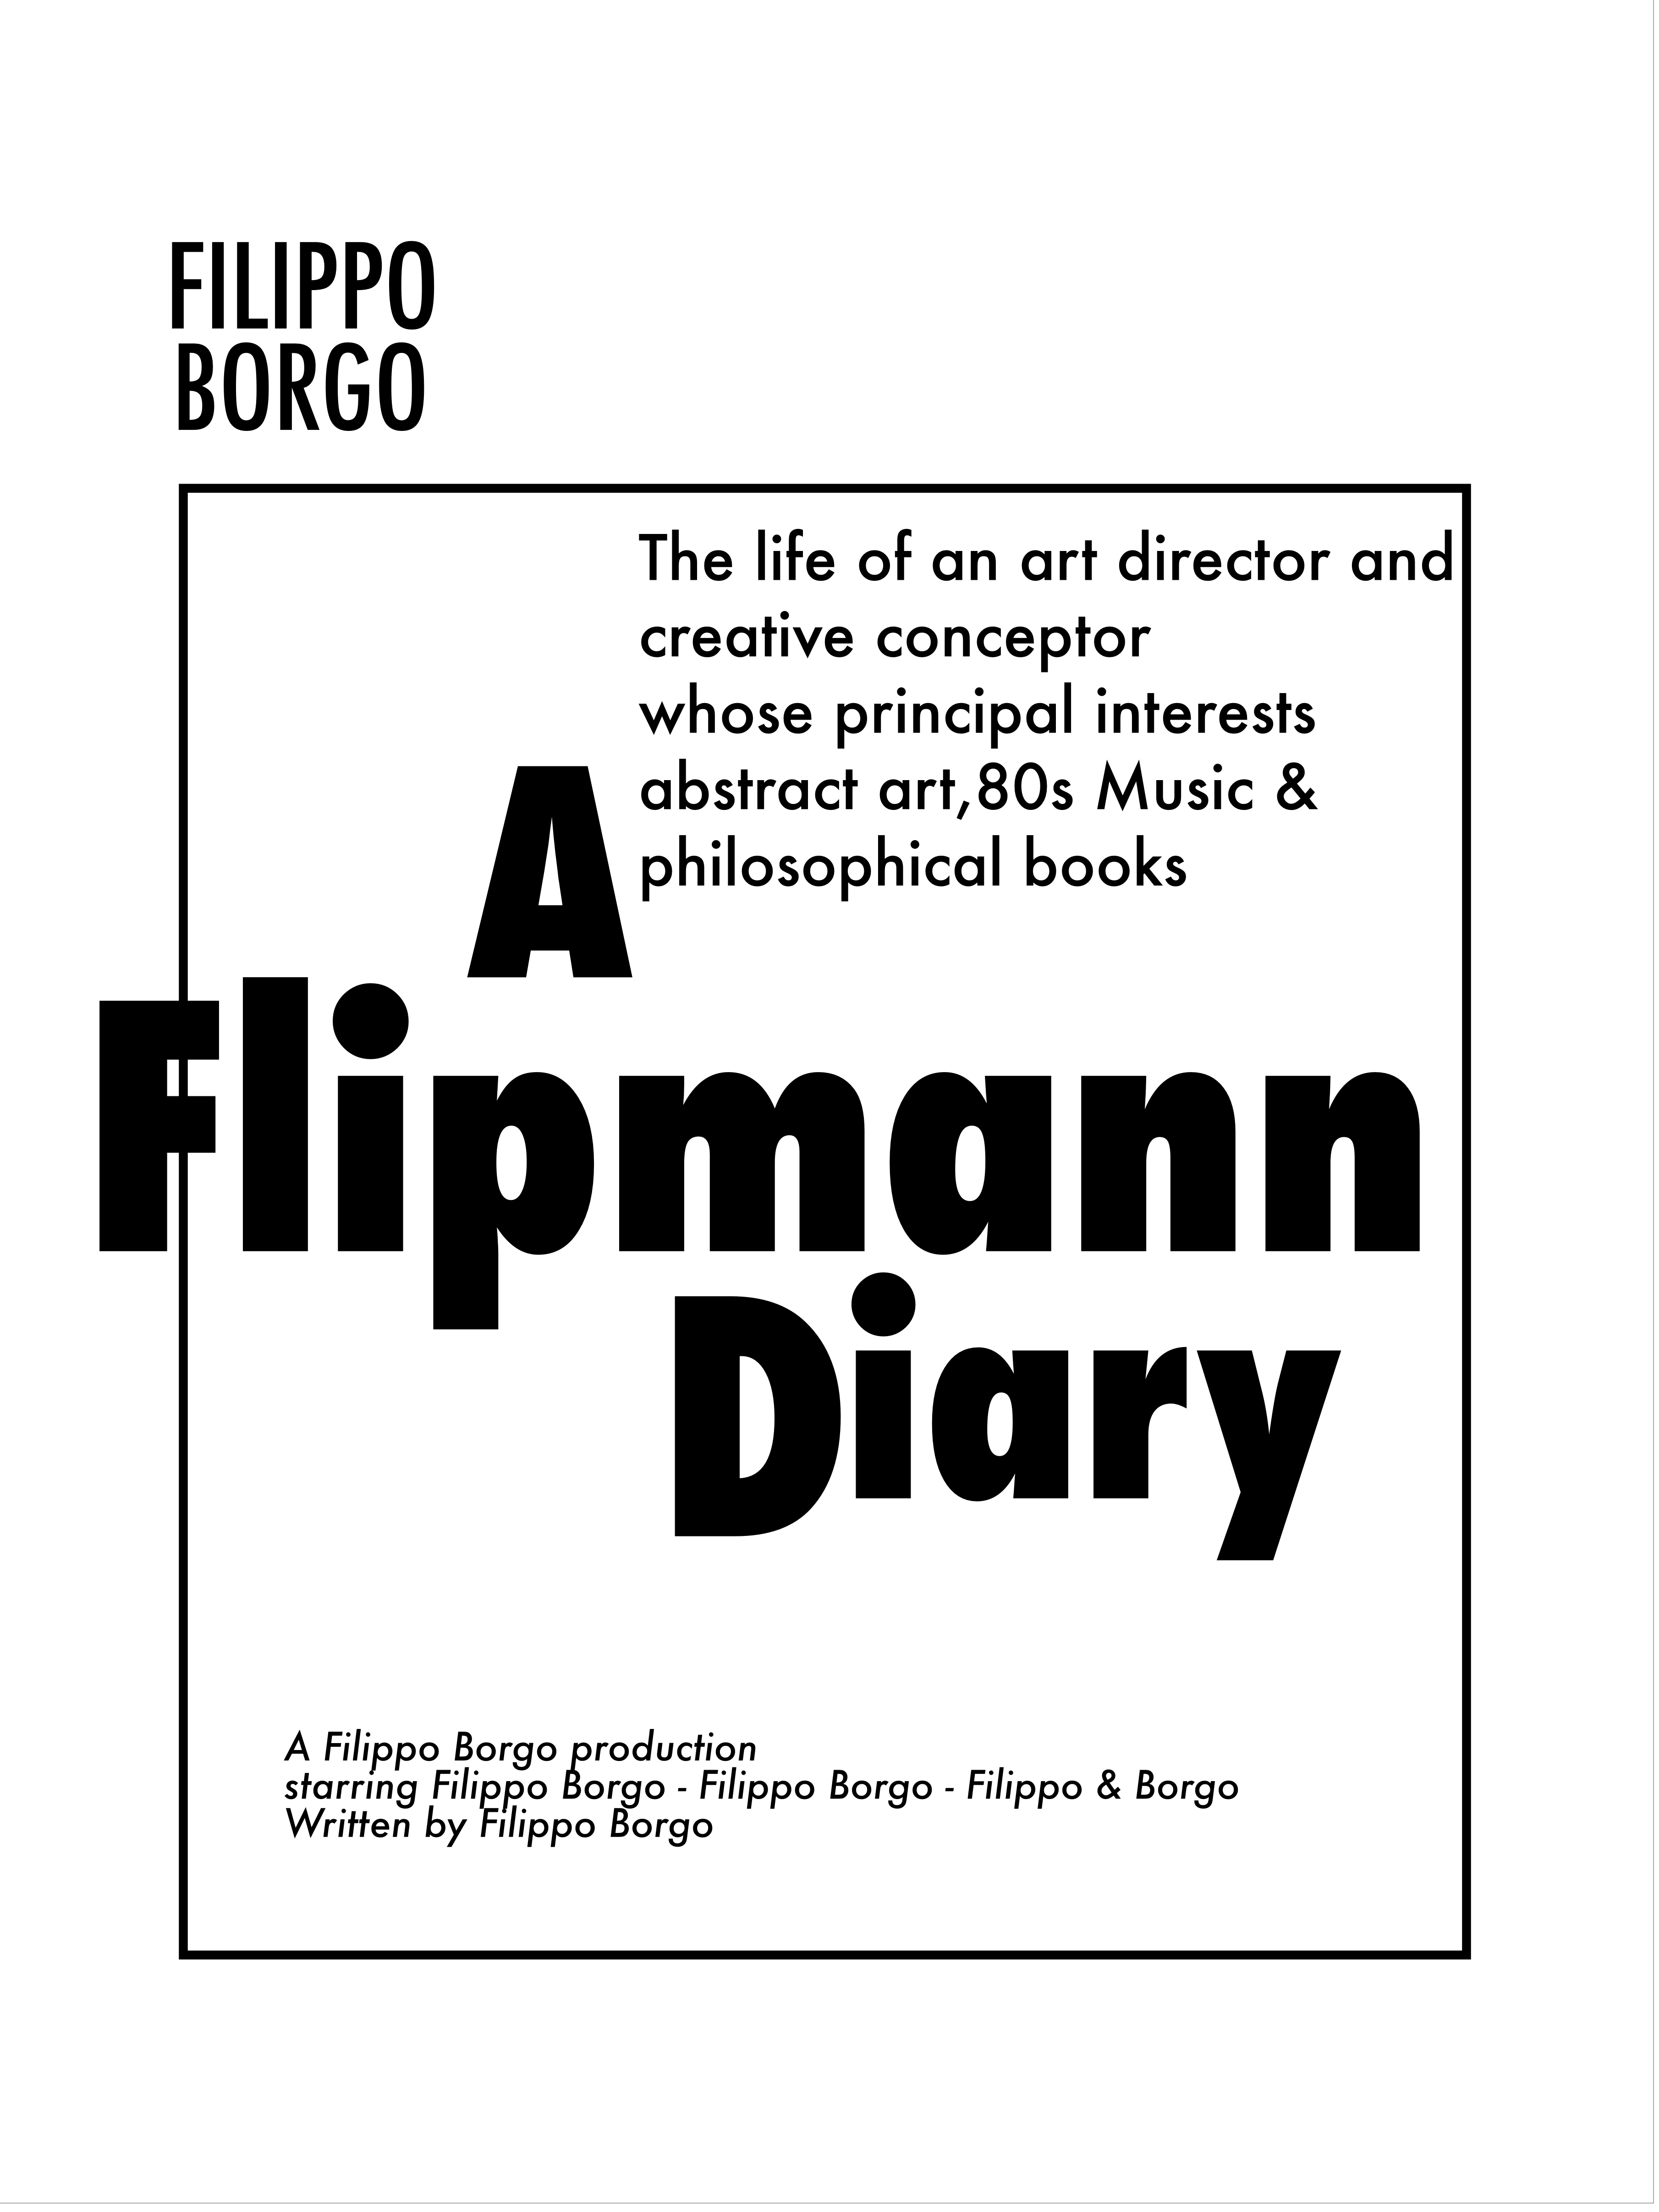 FILIPPO
BORGO
The life of an art director and
creative conceptor
whose principal interests
abstract art,80s Music &
philosophical books
A
Flipmann
Diary
A Filippo Borgo production
starring Filippo Borgo - Filippo Borgo - Filippo & Borgo
Written by Filippo Borgo